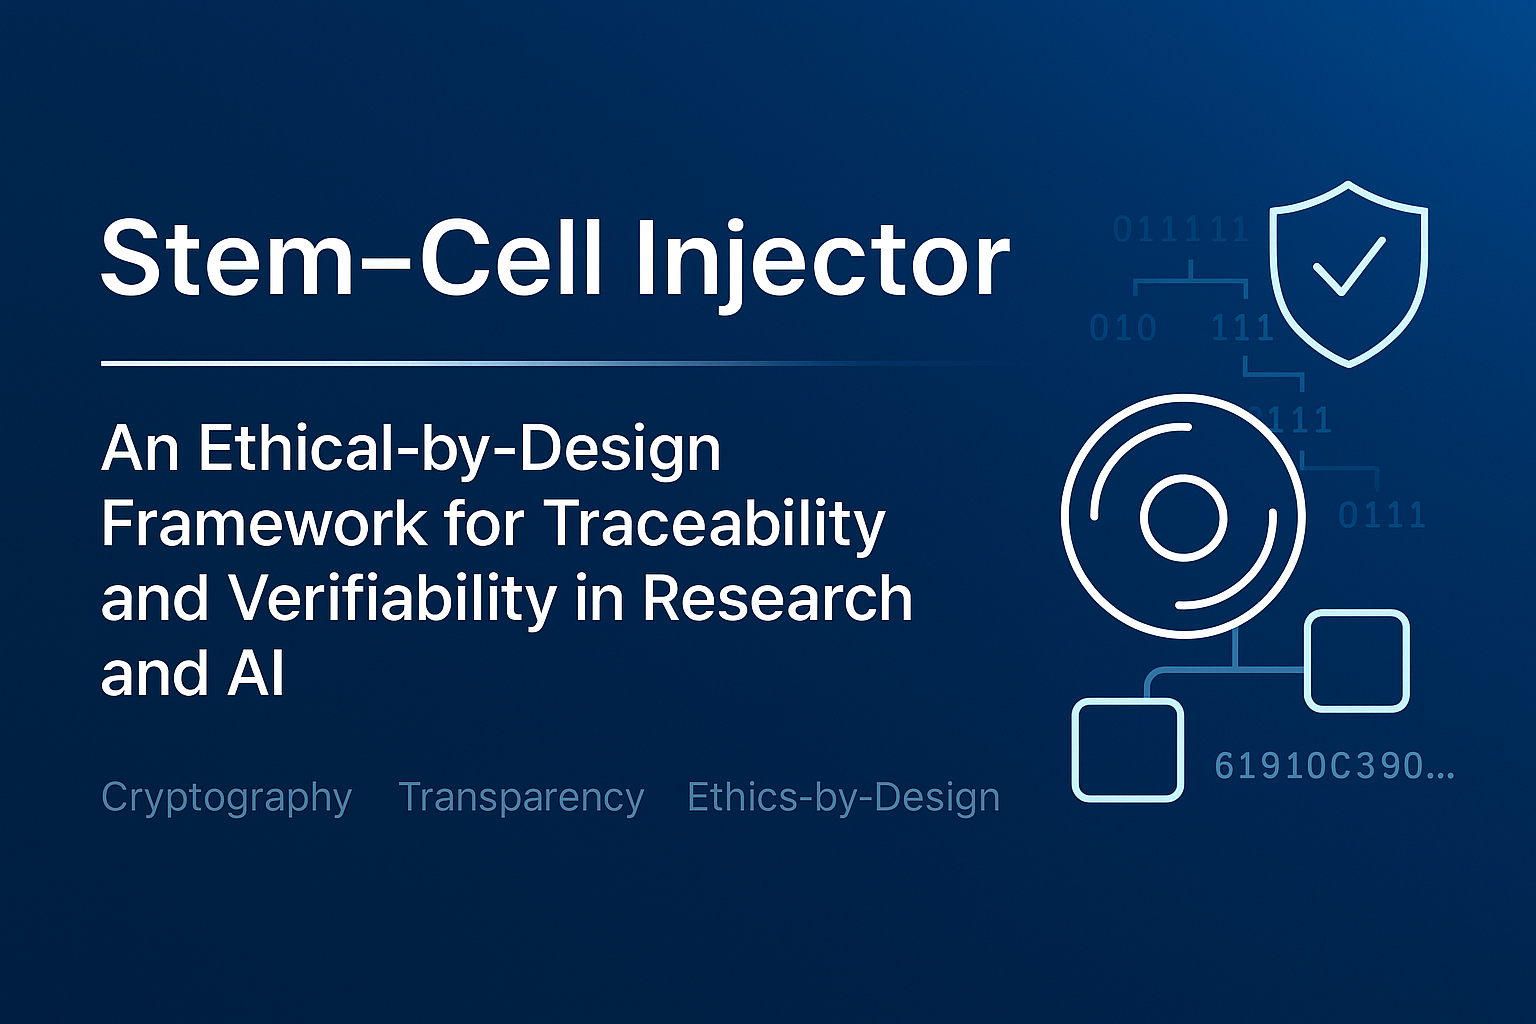 Stem–Cell Injector
An Ethical-by-Design
Framework for Traceability
and Verifiability in Research
and AI
Cryptography Transparency Ethics-by-Design
011111
010 111
111
0111
61910C390...